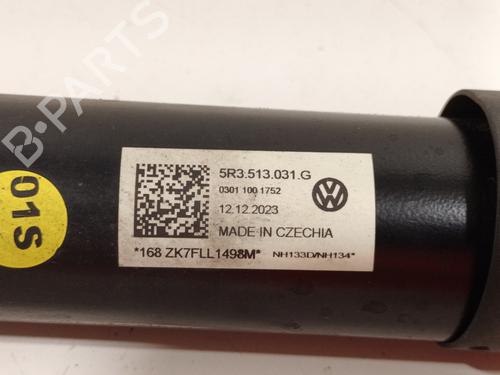 B-PARTS
5R3.513.031.G
0301 100 1752
12.12.2023
MADE IN CZECHIA
*168 ZK7FLL1498M* NH133D/NH134*
01S